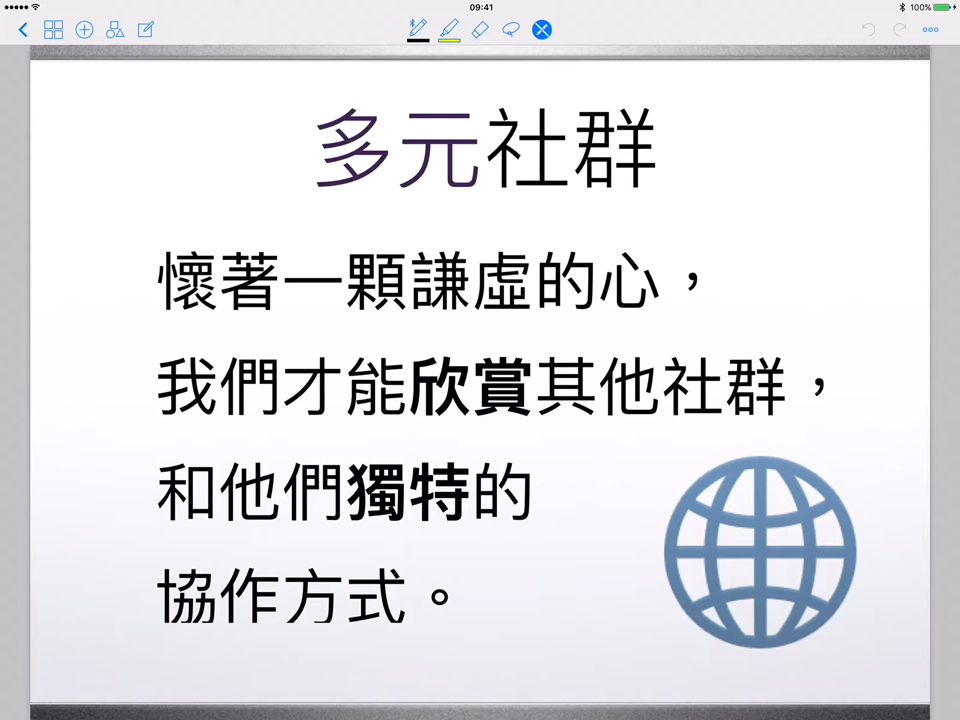 09:41
100%
多元社群
懷著一顆謙虛的心，
我們才能欣賞其他社群，
和他們獨特的
協作方式。